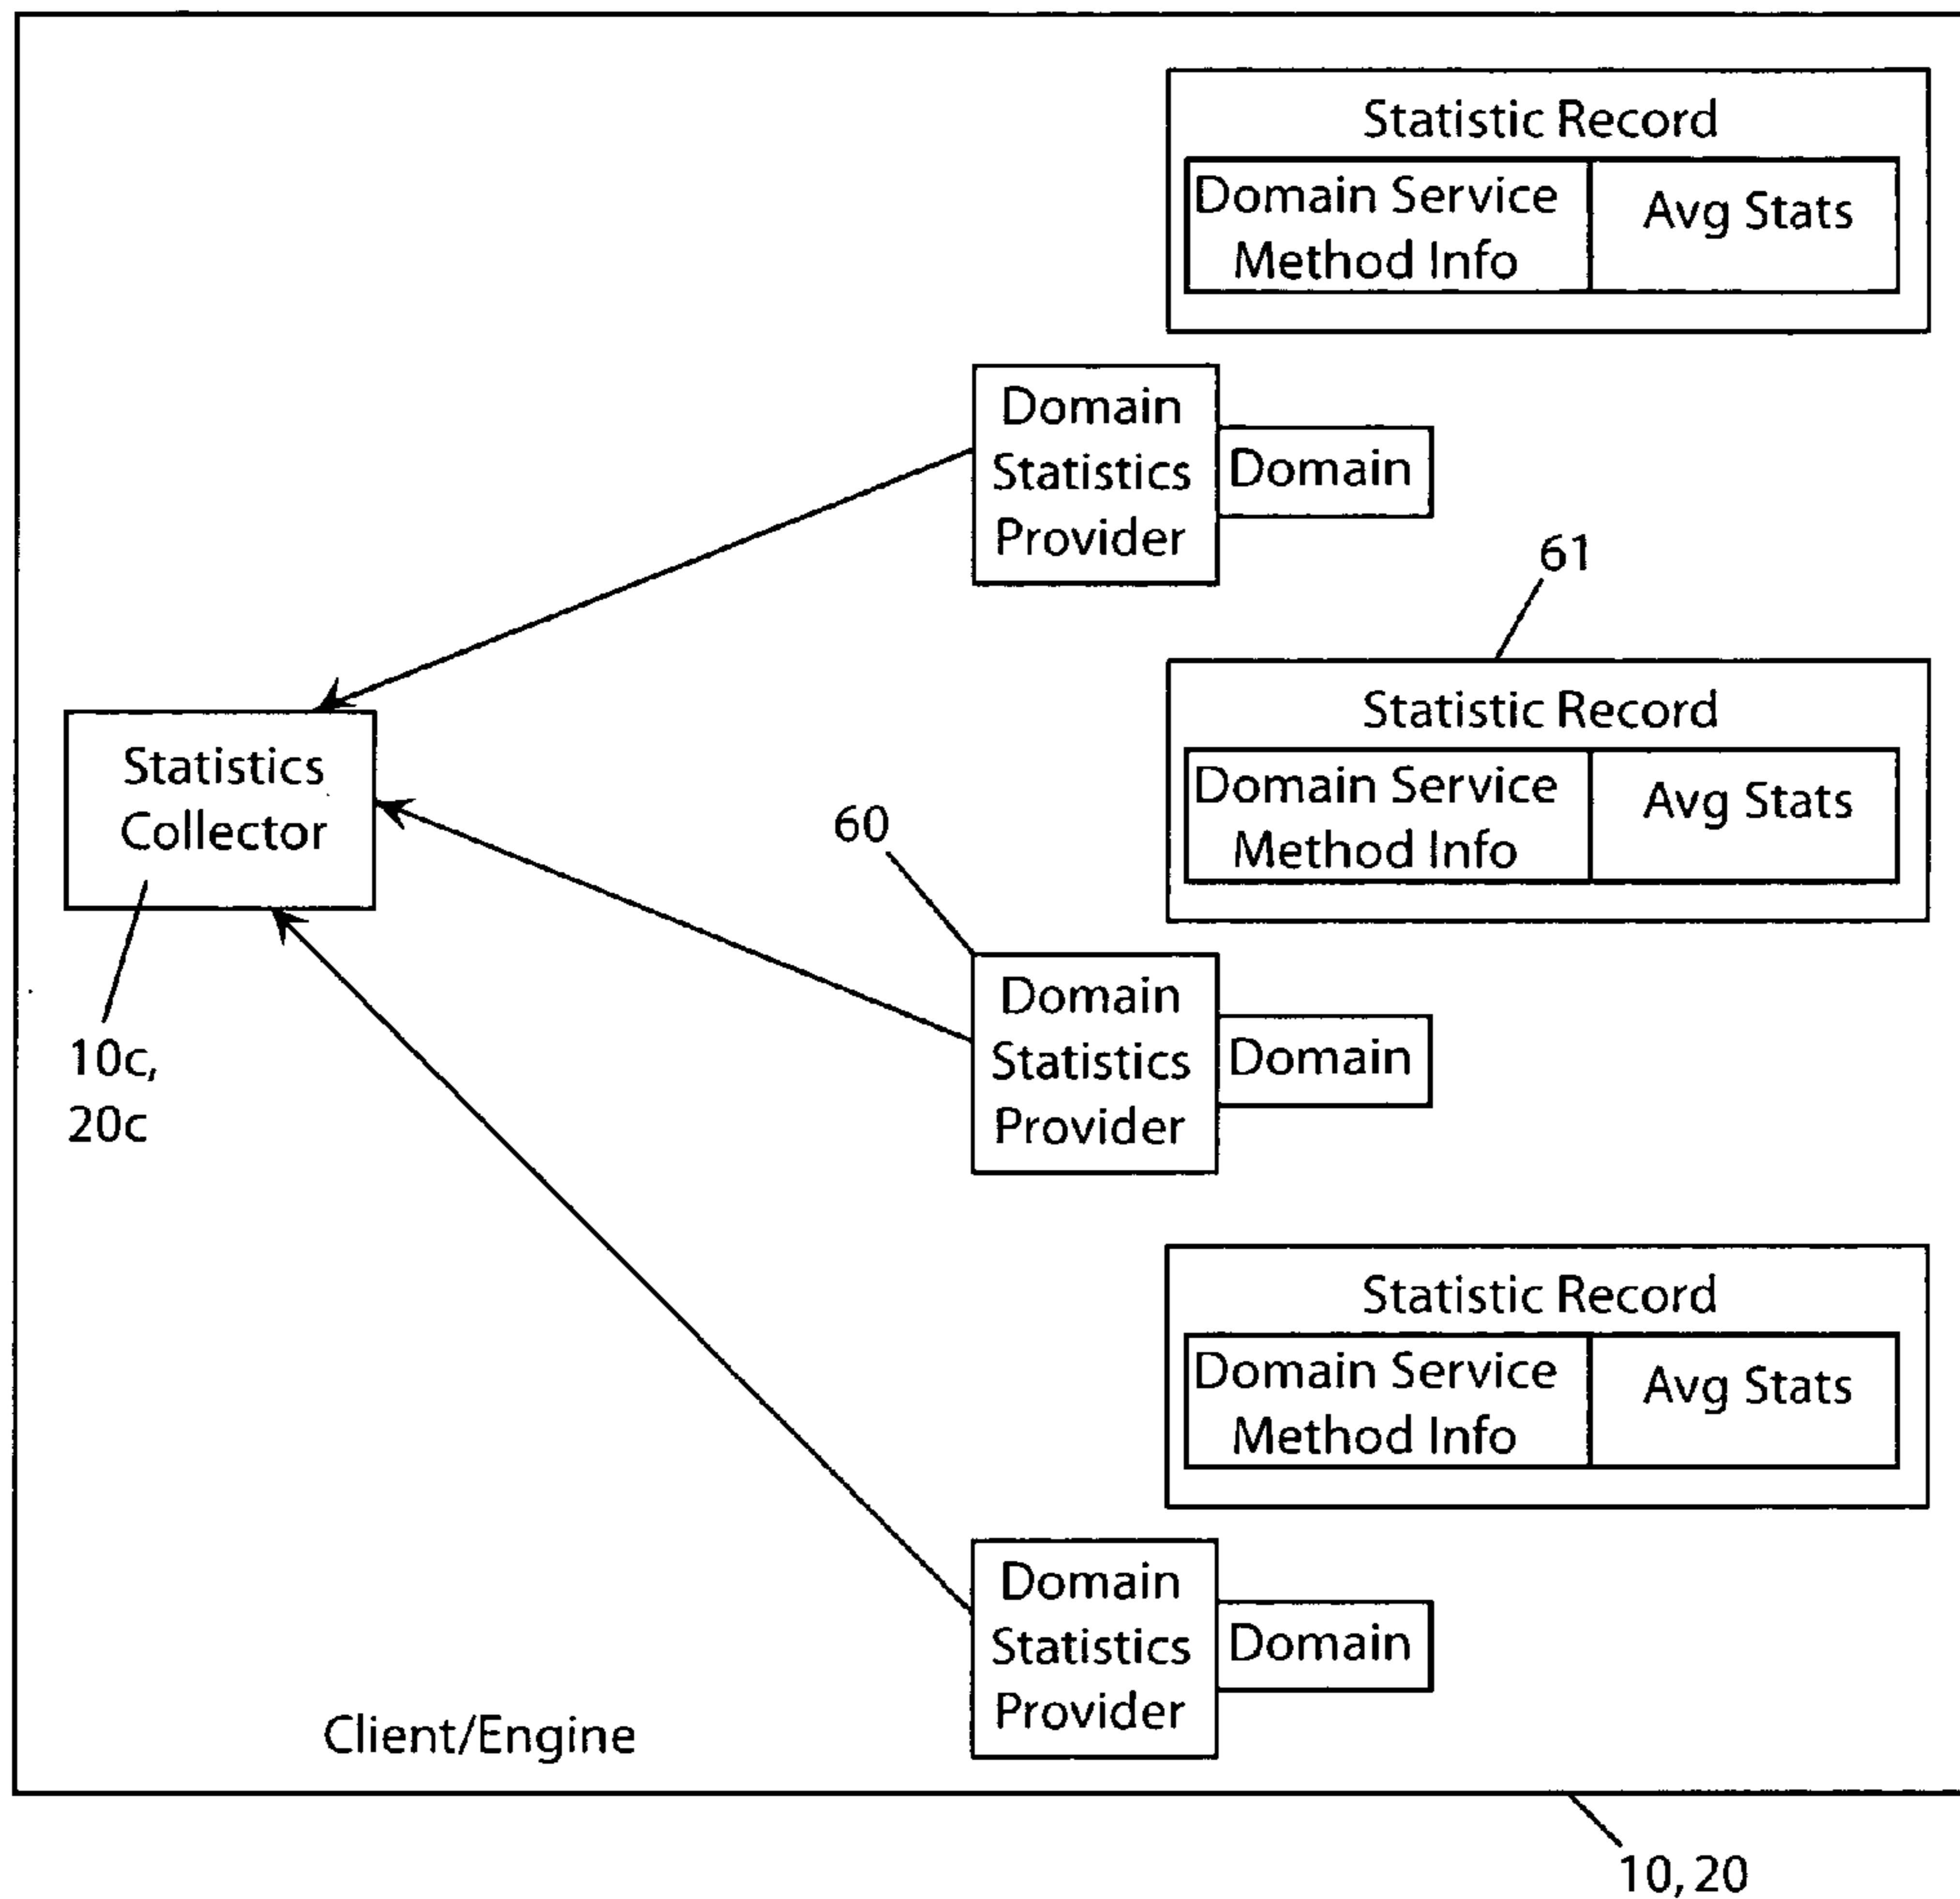 Statistic Record
Domain Service
Method Info
Avg Stats
Domain
Statistics
Provider
Domain
61
Statistic Record
Domain Service
Method Info
Avg Stats
Statistics
Collector
10c,
20c
60
Domain
Statistics
Provider
Domain
Statistic Record
Domain Service
Method Info
Avg Stats
Domain
Statistics
Provider
Domain
Client/Engine
10, 20